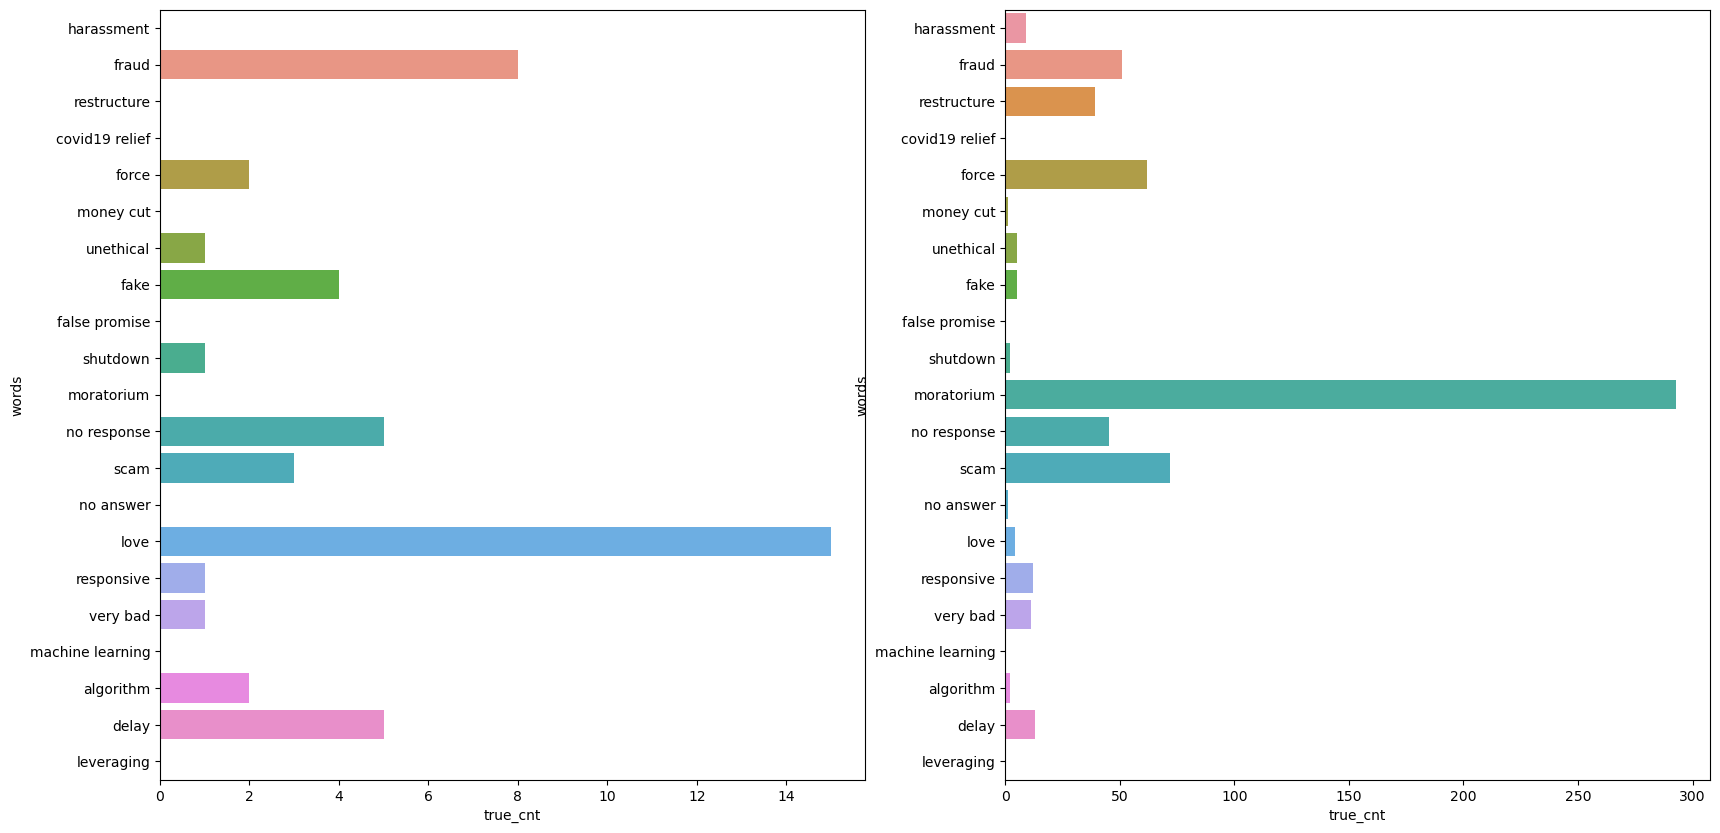 harassment
fraud
restructure
covid19 relief
force
money cut
unethical
fake
false promise
shutdown
moratorium
no response
scam
no answer
love
responsive
very bad
machine learning
algorithm
delay
leveraging
words
0 2 4 6 8 10 12 14
true_cnt
harassment
fraud
restructure
covid19 relief
force
money cut
unethical
fake
false promise
shutdown
moratorium
no response
scam
no answer
love
responsive
very bad
machine learning
algorithm
delay
leveraging
words
0 50 100 150 200 250 300
true_cnt